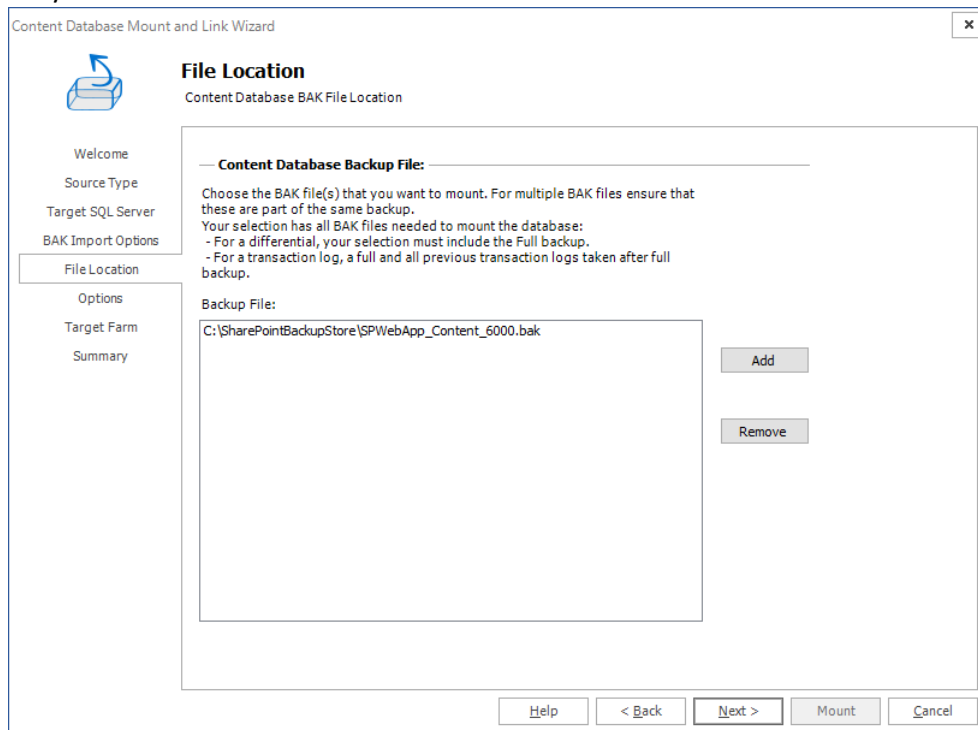 Content Database Mount and Link Wizard
File Location
Content Database BAK File Location
Welcome
Source Type
Target SQL Server
BAK Import Options
File Location
Options
Target Farm
Summary
Content Database Backup File:
Choose the BAK file(s) that you want to mount. For multiple BAK files ensure that
these are part of the same backup.
Your selection has all BAK files needed to mount the database:
- For a differential, your selection must include the Full backup.
- For a transaction log, a full and all previous transaction logs taken after full
backup.
Backup File:
C:\SharePointBackupStore\SPWebApp_Content_6000.bak
Add
Remove
Help
< Back
Next >
Mount
Cancel